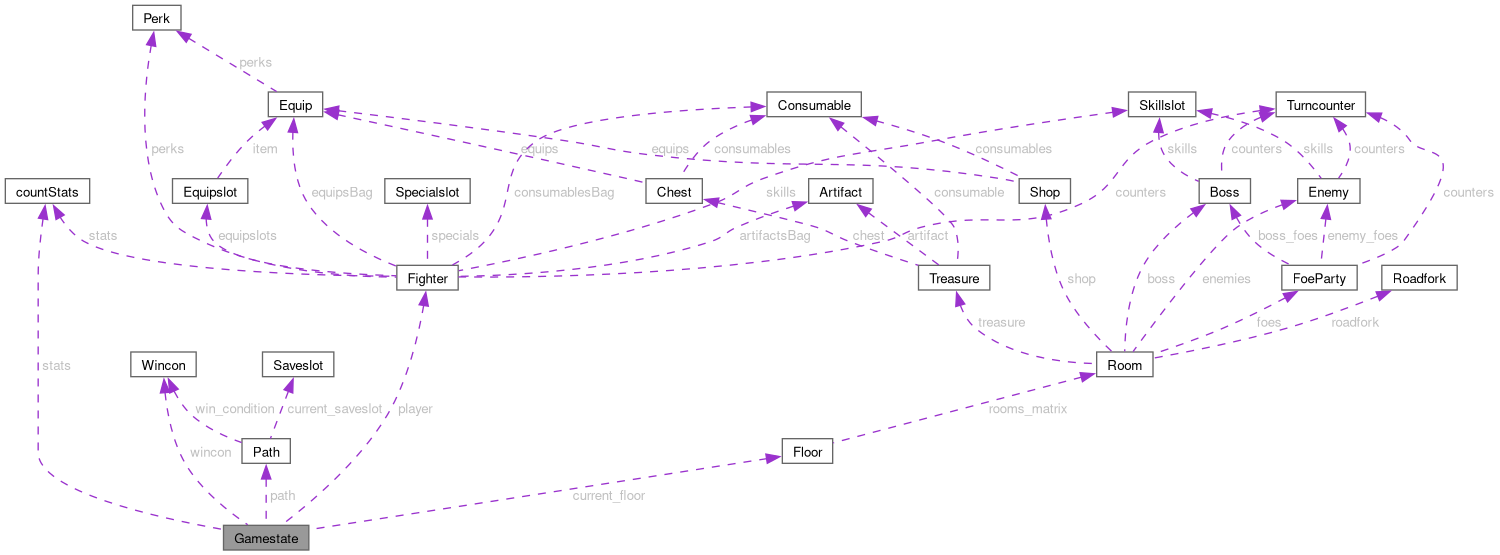 Perk
perks
Equip
Consumable
Skillslot
Turncounter
perks
item
equips
consumables
equips
consumables
skills
counters
skills
counters
countStats
Equipslot
equipsBag
Specialslot
consumablesBag
Chest
skills
Artifact
consumable
Shop
counters
Boss
Enemy
counters
stats
equipslots
specials
artifactsBag
chest
artifact
boss_foes
enemy_foes
Fighter
Treasure
shop
boss
enemies
FoeParty
Roadfork
treasure
foes
roadfork
stats
Wincon
Saveslot
Room
win_condition
current_saveslot
player
rooms_matrix
wincon
Path
Floor
path
current_floor
Gamestate